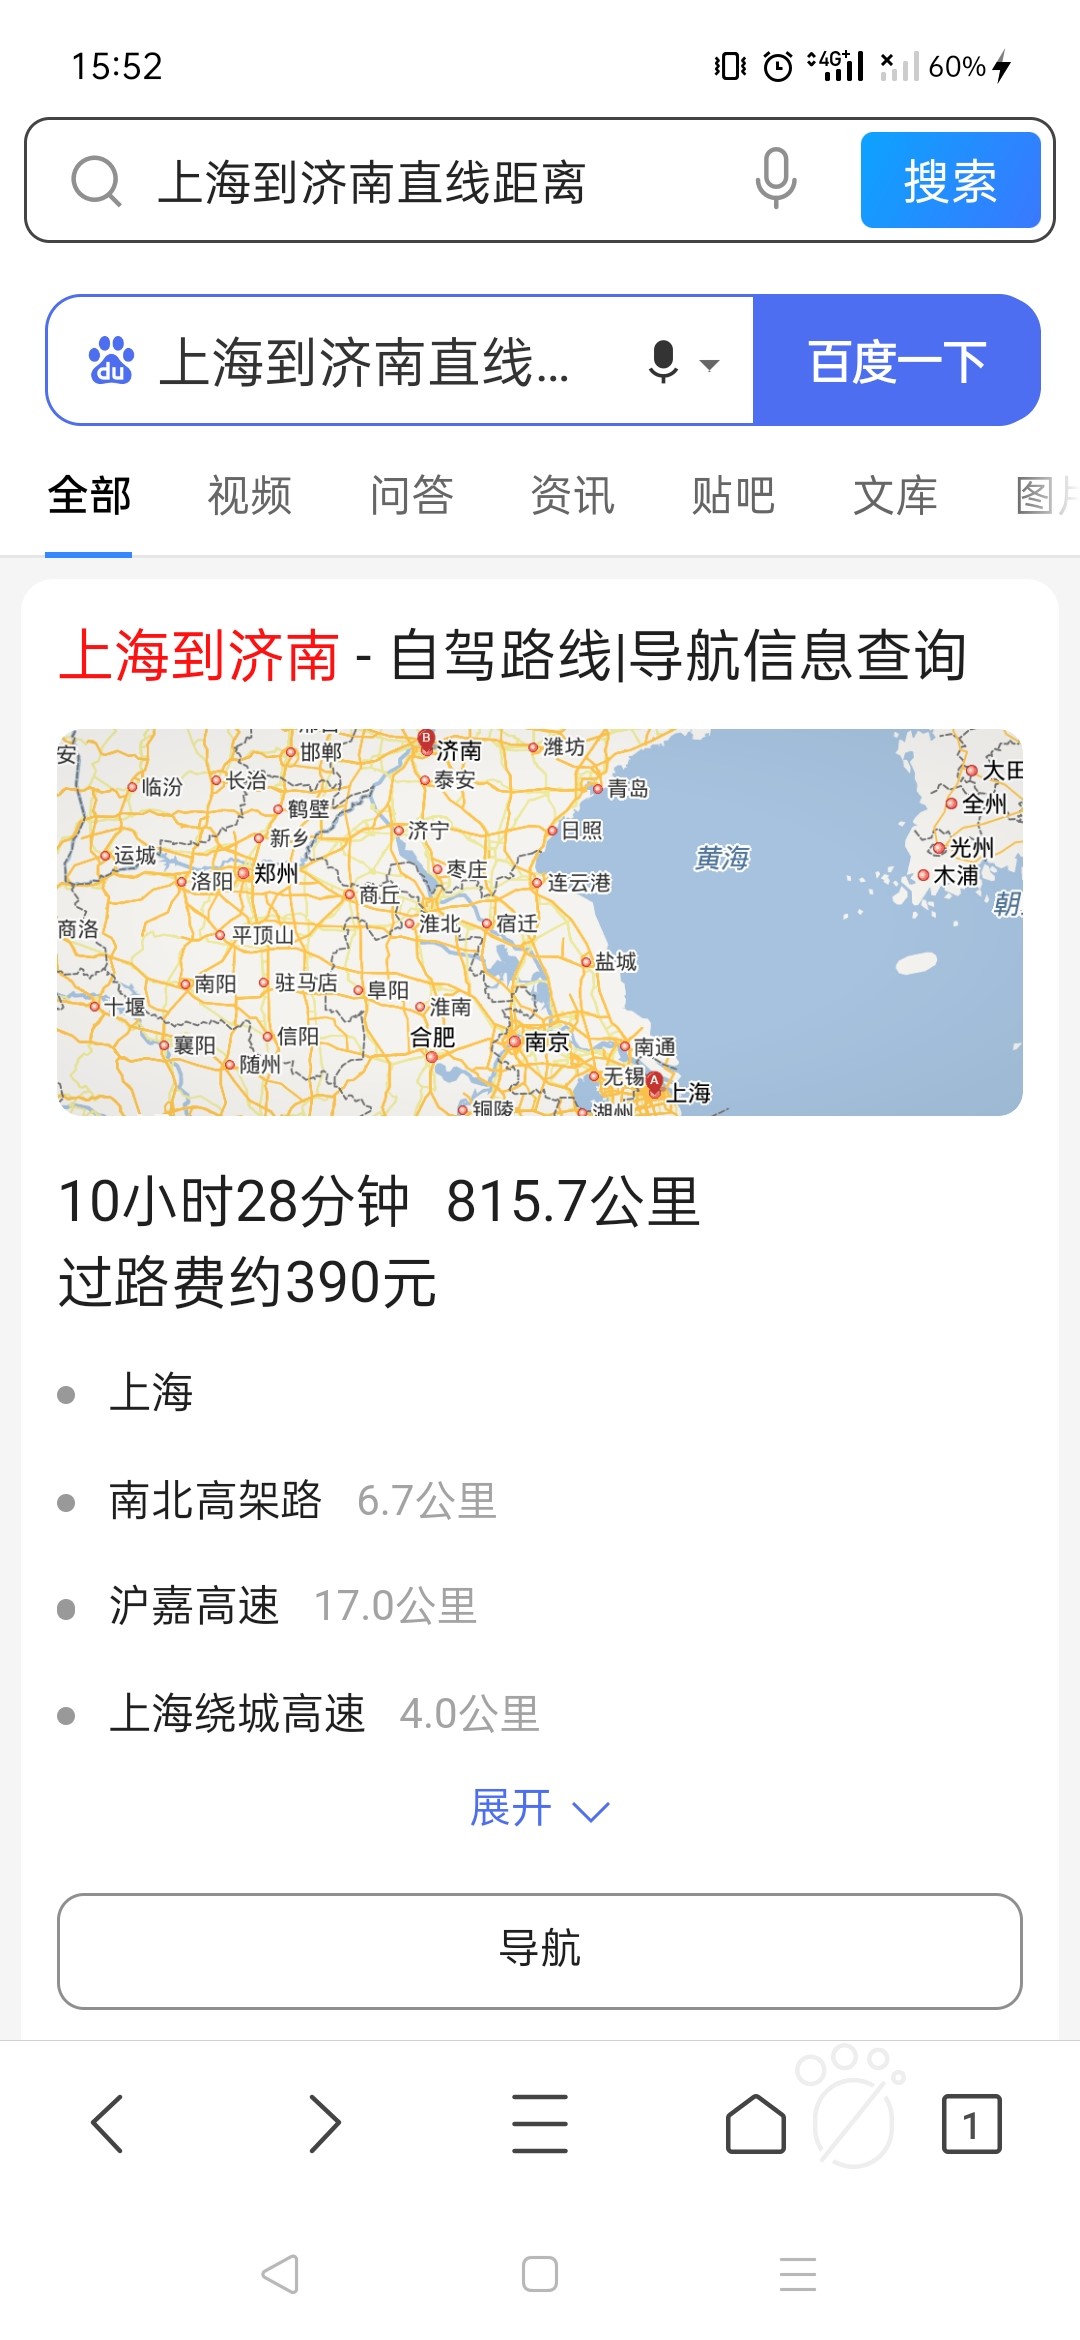 15:52
4G+
60%
上海到济南直线距离
搜索
du
上海到济南直线...
百度一下
全部 视频 问答 资讯 贴吧 文库
上海到济南 - 自驾路线|导航信息查询
安 邯郸 B 济南 潍坊 大田
临汾 长治 泰安 青岛
鹤壁 全州
新乡 济宁 日照
运城 光州
洛阳 郑州 枣庄 黄海 木浦
商丘 连云港
商洛 平顶山 淮北 宿迁 朝
盐城
南阳 驻马店 阜阳
十堰 淮南
襄阳 信阳 合肥 南京 南通
随州 无锡 A 上海
铜陵 湖州
10小时28分钟 815.7公里
过路费约390元
上海
南北高架路 6.7公里
沪嘉高速 17.0公里
上海绕城高速 4.0公里
展开
导航
1